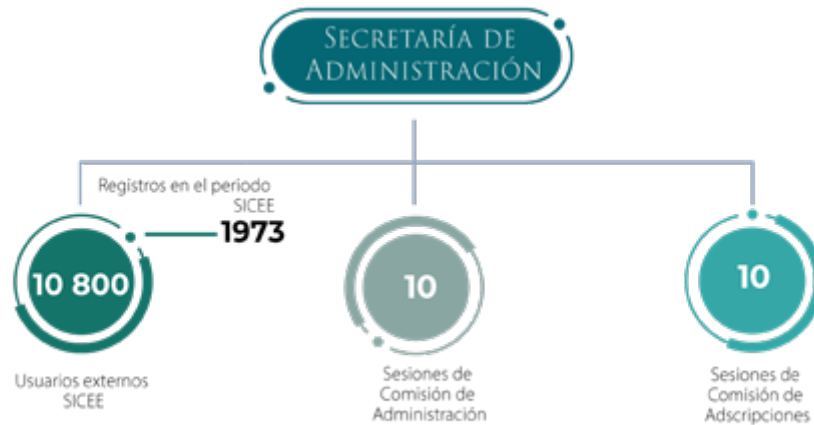 SECRETARÍA DE
ADMINISTRACIÓN
Registros en el periodo
SICEE
1973
10 800
10
10
Usuarios externos
SICEE
Sesiones de
Comisión de
Administración
Sesiones de
Comisión de
Adscripciones